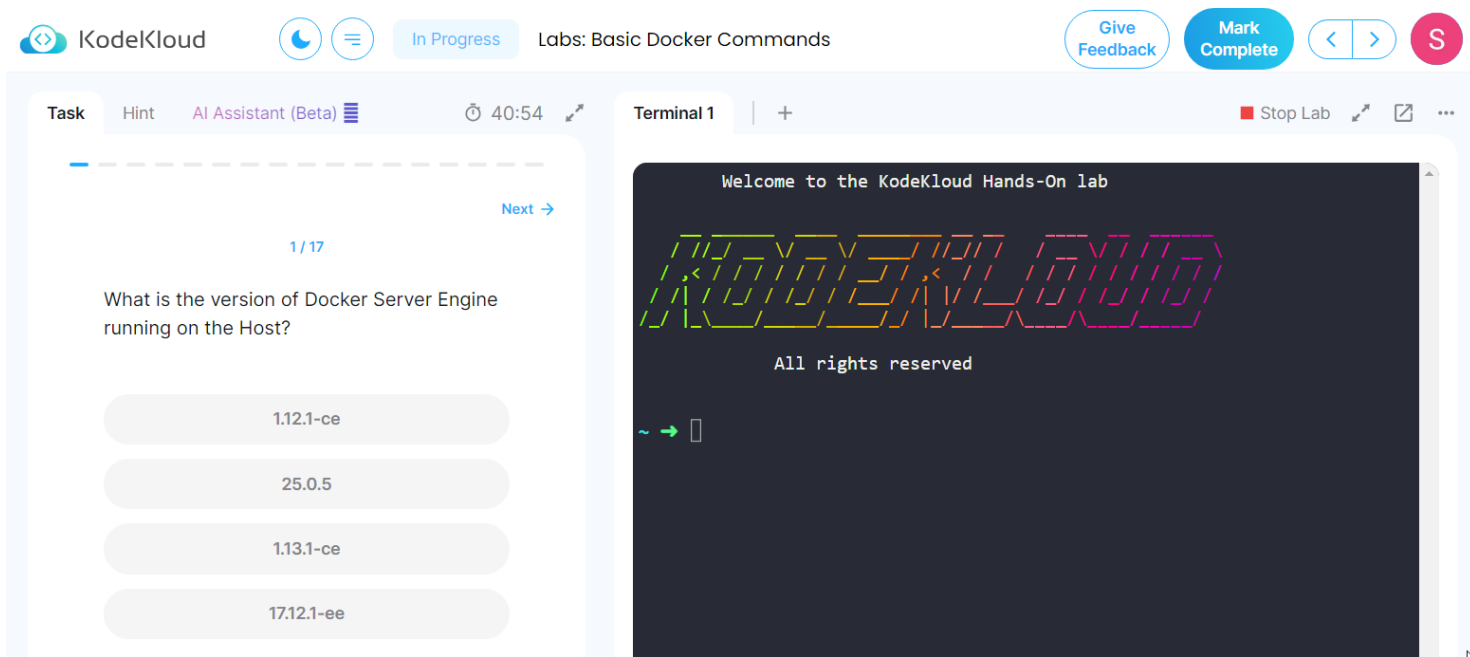 KodeKloud
In Progress
Labs: Basic Docker Commands
Give Feedback
Mark Complete
S
Task
Hint
AI Assistant (Beta)
40:54
Next →
1 / 17
What is the version of Docker Server Engine
running on the Host?
1.12.1-ce
25.0.5
1.13.1-ce
17.12.1-ee
Terminal 1
+
Stop Lab
Welcome to the KodeKloud Hands-On lab
KODEKLOUD
All rights reserved
~ ➜